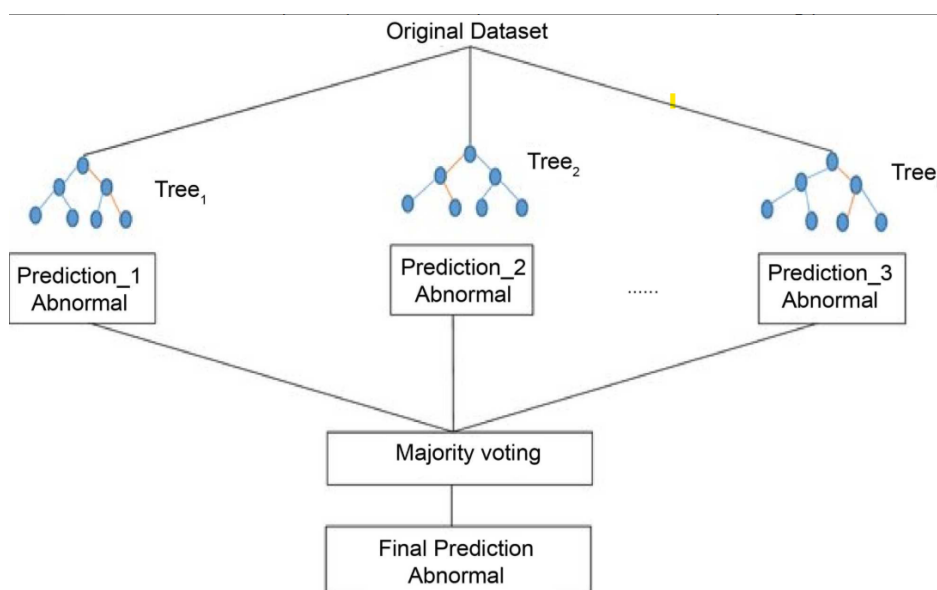 Original Dataset
Tree1
Tree2
Tree
Prediction_1
Abnormal
Prediction_2
Abnormal
......
Prediction_3
Abnormal
Majority voting
Final Prediction
Abnormal